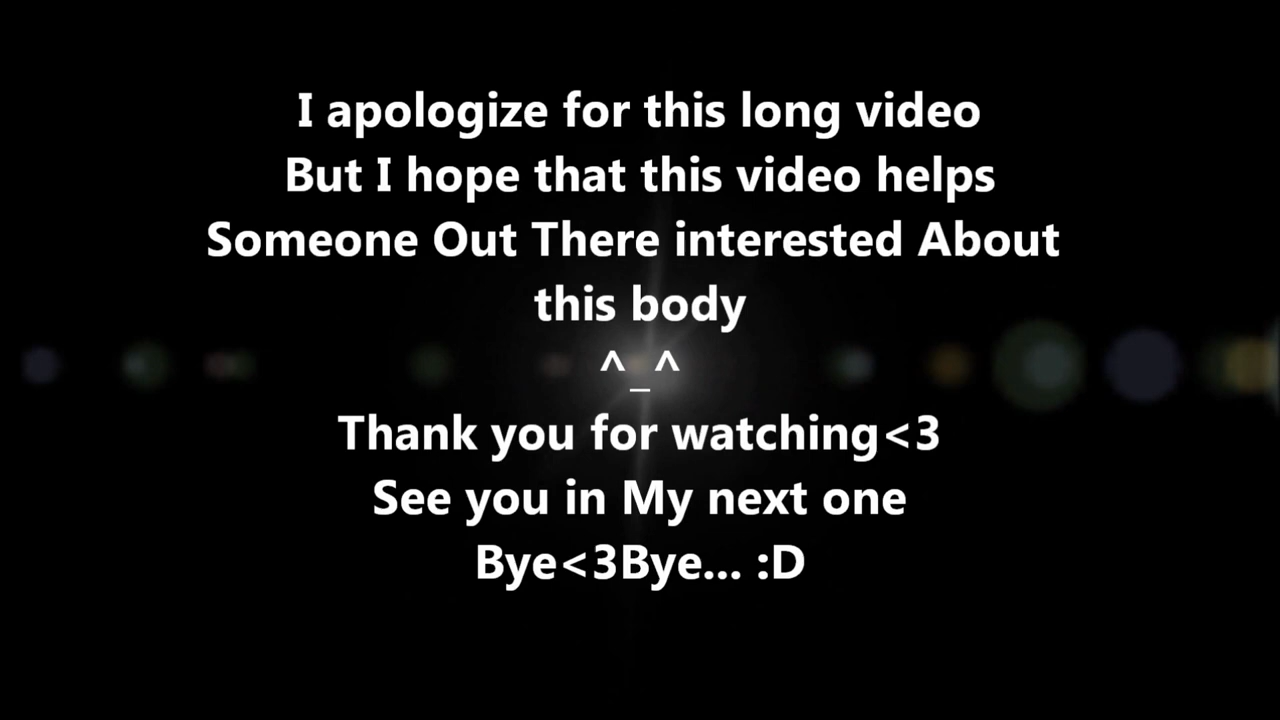 I apologize for this long video
But I hope that this video helps
Someone Out There interested About
this body
^_^
Thank you for watching<3
See you in My next one
Bye<3Bye... :D